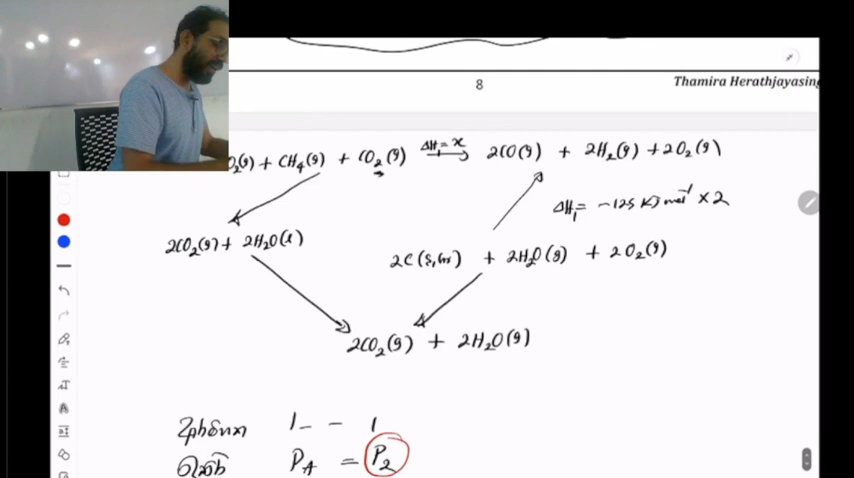 8
Thamira Herathjayasing
O₂(g) + CH₄(g) + CO₂(g) ΔH=x → 2CO(g) + 2H₂(g) + 2O₂(g)
ΔH₁ = -125 kJ mol⁻¹ × 2
2CO₂(g) + 2H₂O(l)
2C(s,gr) + 2H₂O(g) + 2O₂(g)
2CO₂(g) + 2H₂O(g)
1 - - 1
P_A = P₂